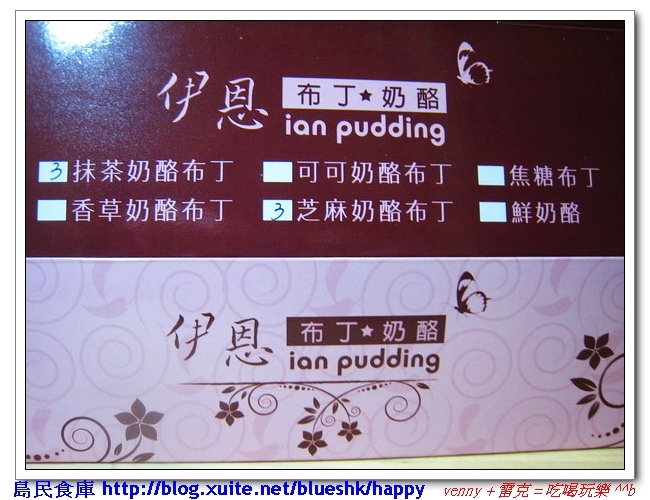 伊恩 布丁★奶酪
ian pudding
3 抹茶奶酪布丁 可可奶酪布丁 焦糖布丁
香草奶酪布丁 3 芝麻奶酪布丁 鮮奶酪
伊恩 布丁★奶酪
ian pudding
島民食庫 http://blog.xuite.net/blueshk/happy venny + 雷克 = 吃喝玩樂 ^^b